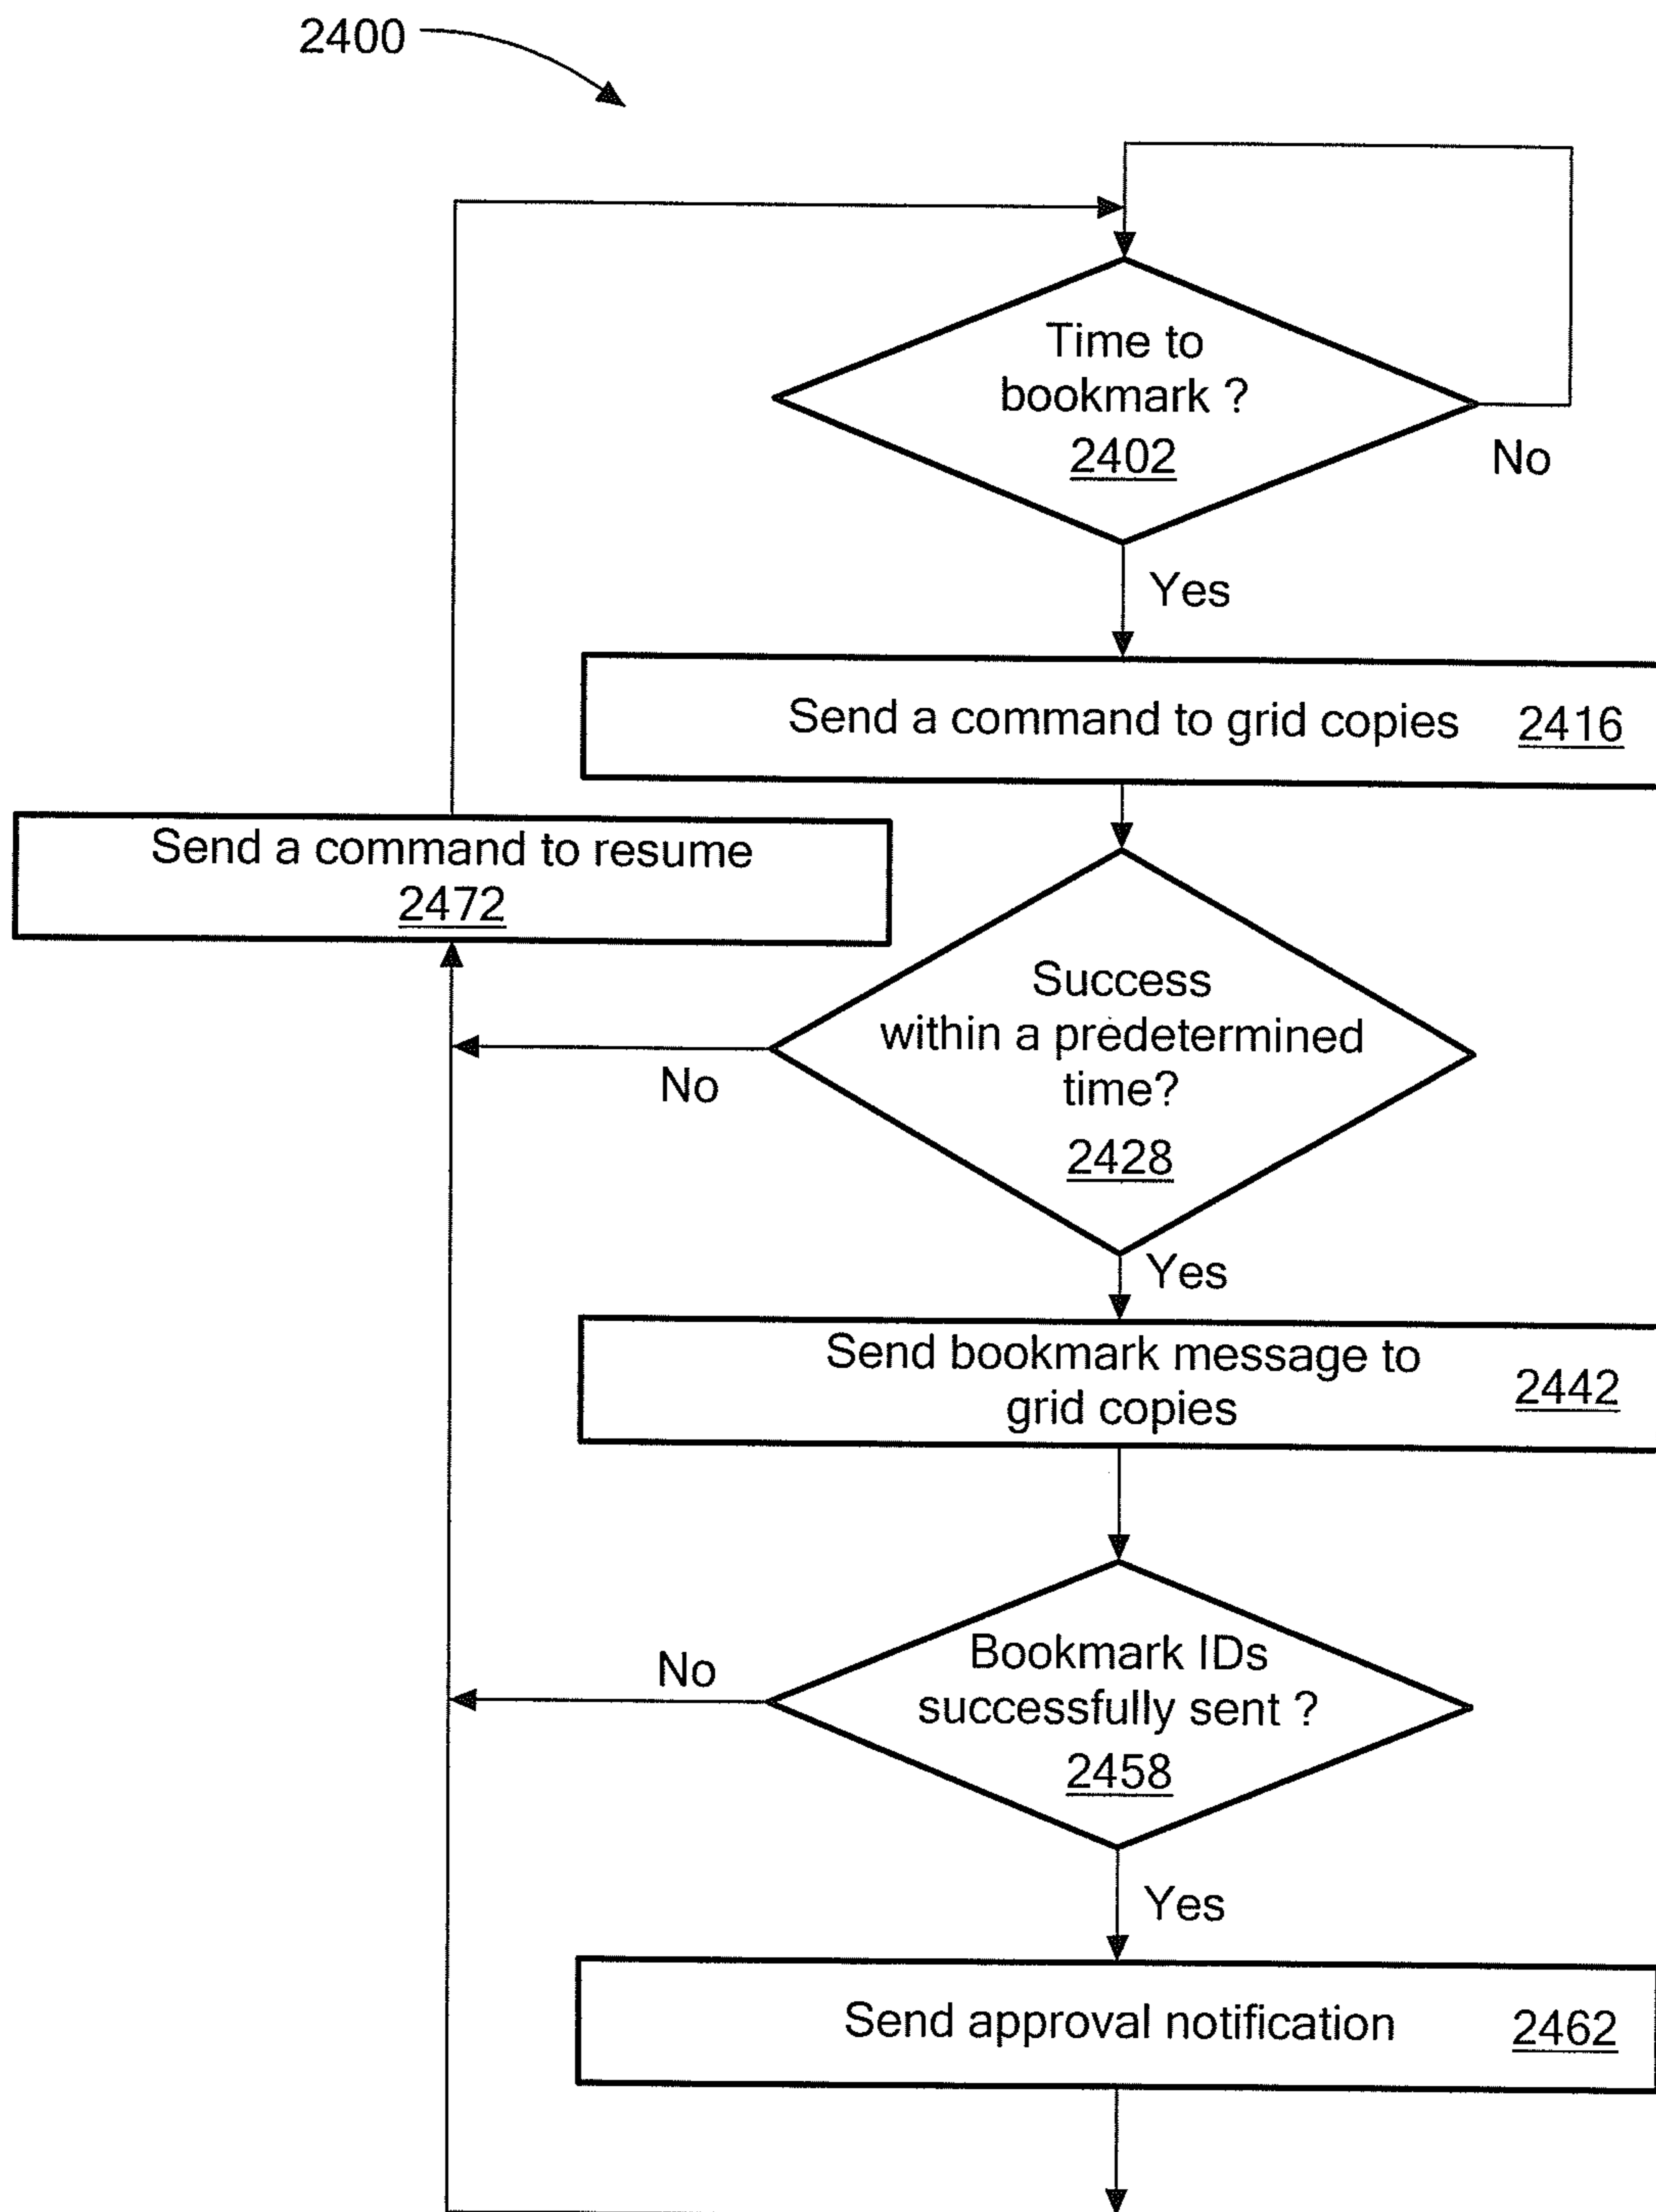 2400
Time to
bookmark ?
2402
No
Yes
Send a command to grid copies 2416
Send a command to resume
2472
Success
within a predetermined
time?
2428
No
Yes
Send bookmark message to
grid copies
2442
Bookmark IDs
successfully sent ?
2458
No
Yes
Send approval notification 2462